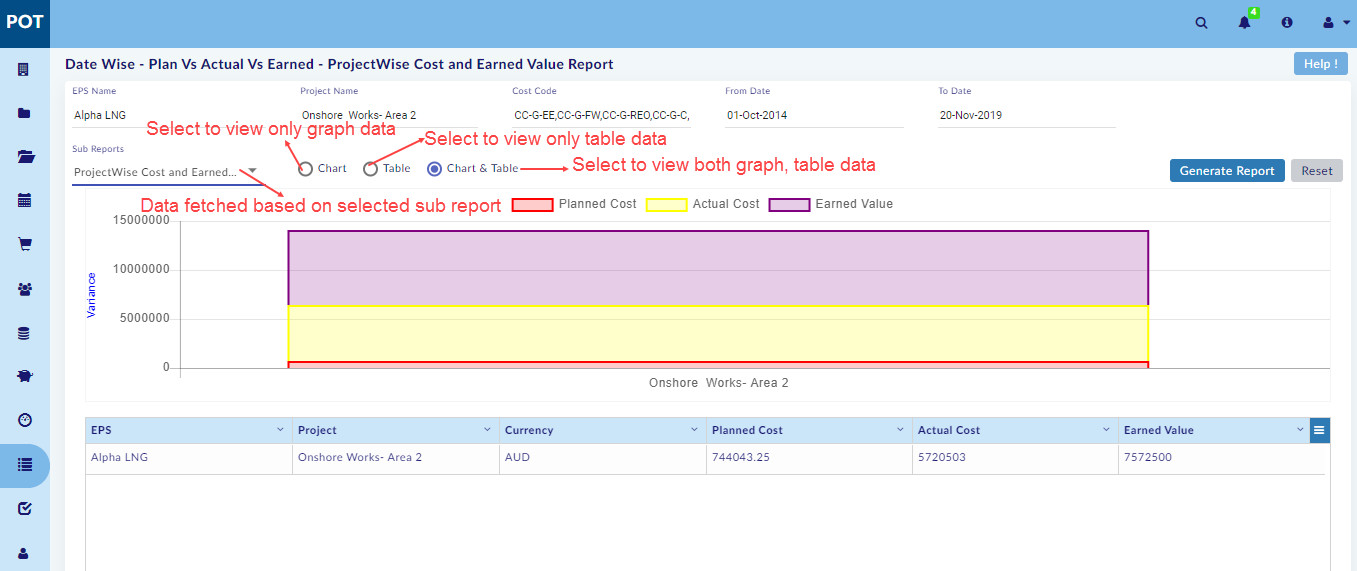 POT
4
Date Wise - Plan Vs Actual Vs Earned - ProjectWise Cost and Earned Value Report
Help !
EPS Name
Project Name
Cost Code
From Date
To Date
Alpha LNG
Onshore Works- Area 2
CC-G-EE,CC-G-FW,CC-G-REO,CC-G-C,
01-Oct-2014
20-Nov-2019
Select to view only graph data
Select to view only table data
Sub Reports
Select to view both graph, table data
ProjectWise Cost and Earned...
Chart
Table
Chart & Table
Generate Report
Reset
Data fetched based on selected sub report
Planned Cost
Actual Cost
Earned Value
15000000
10000000
5000000
0
Variance
Onshore Works- Area 2
EPS
Project
Currency
Planned Cost
Actual Cost
Earned Value
Alpha LNG
Onshore Works- Area 2
AUD
744043.25
5720503
7572500